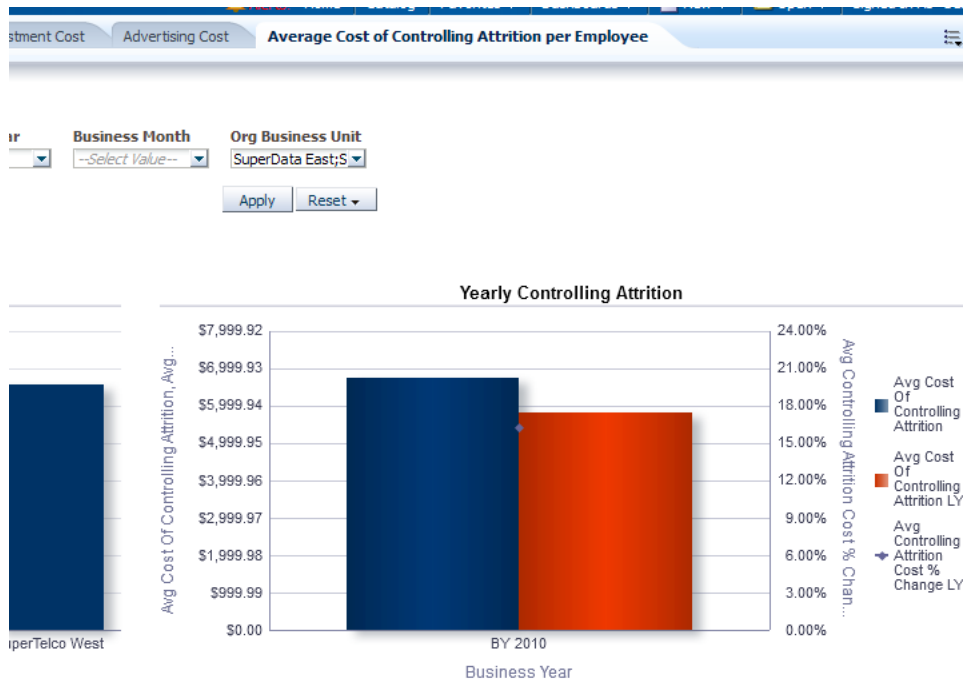 stment Cost Advertising Cost Average Cost of Controlling Attrition per Employee
ar Business Month Org Business Unit
--Select Value-- SuperData East;S
Apply Reset
Yearly Controlling Attrition
$7,999.92
$6,999.93
$5,999.94
$4,999.95
$3,999.96
$2,999.97
$1,999.98
$999.99
$0.00
Avg Cost Of Controlling Attrition, Avg...
24.00%
21.00%
18.00%
15.00%
12.00%
9.00%
6.00%
3.00%
0.00%
Avg Controlling Attrition Cost % Chan...
Avg Cost
Of
Controlling
Attrition
Avg Cost
Of
Controlling
Attrition LY
Avg
Controlling
Attrition
Cost %
Change LY
uperTelco West
BY 2010
Business Year